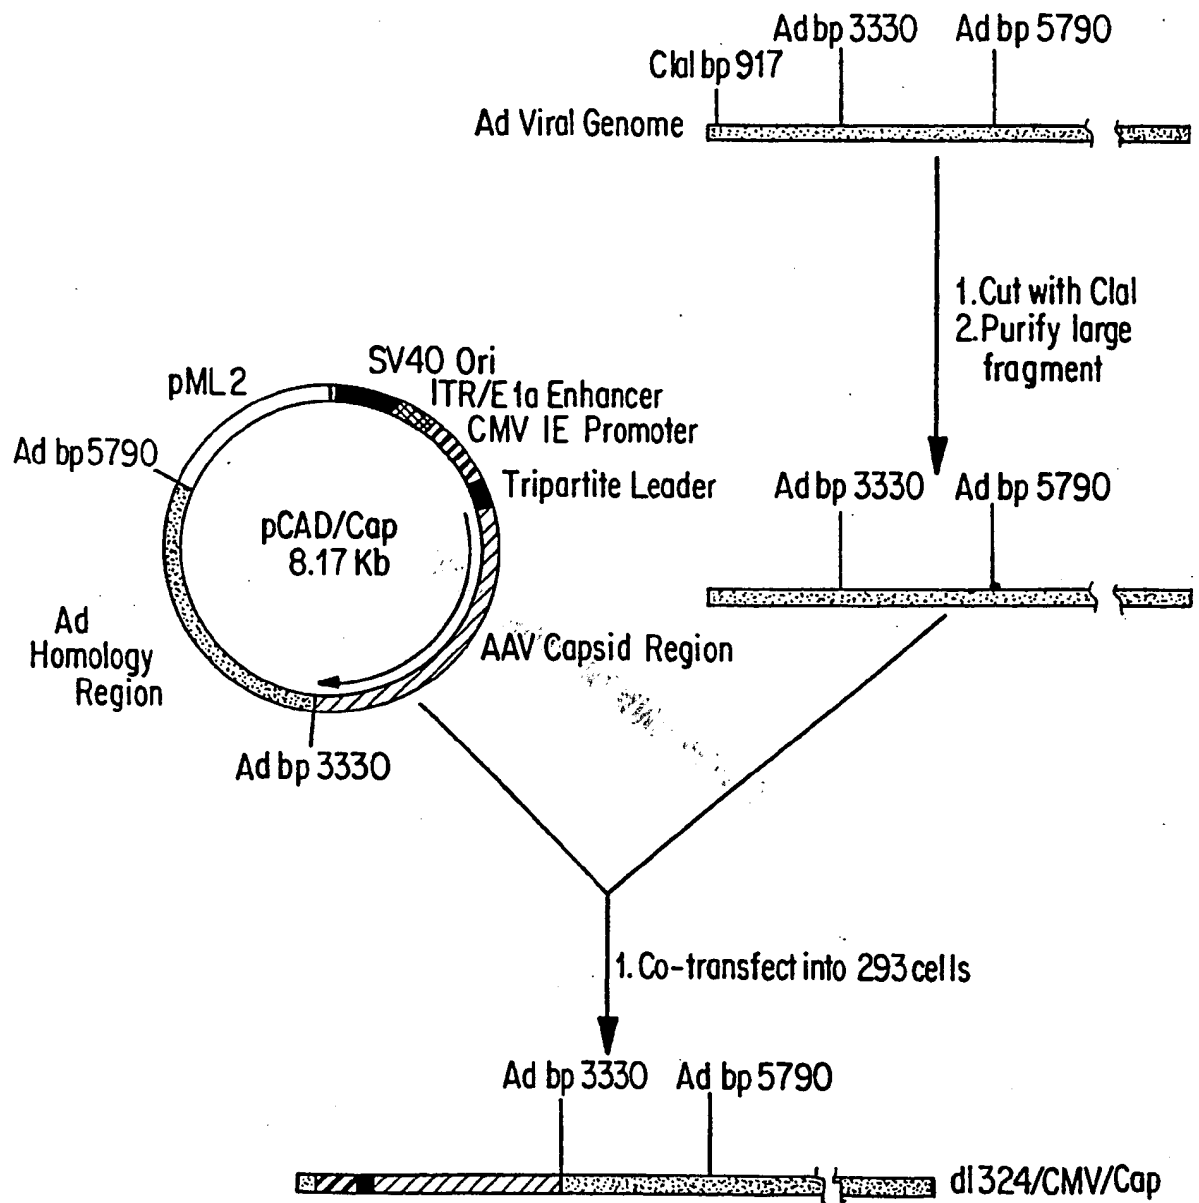 Ad bp 3330
Ad bp 5790
ClaI bp 917
Ad Viral Genome
1. Cut with ClaI
2. Purify large
fragment
SV40 Ori
pML2
ITR/E1a Enhancer
CMV IE Promoter
Ad bp 5790
Tripartite Leader
Ad bp 3330
Ad bp 5790
pCAD/Cap
8.17 Kb
Ad
Homology
Region
AAV Capsid Region
Ad bp 3330
1. Co-transfect into 293 cells
Ad bp 3330
Ad bp 5790
dl324/CMV/Cap